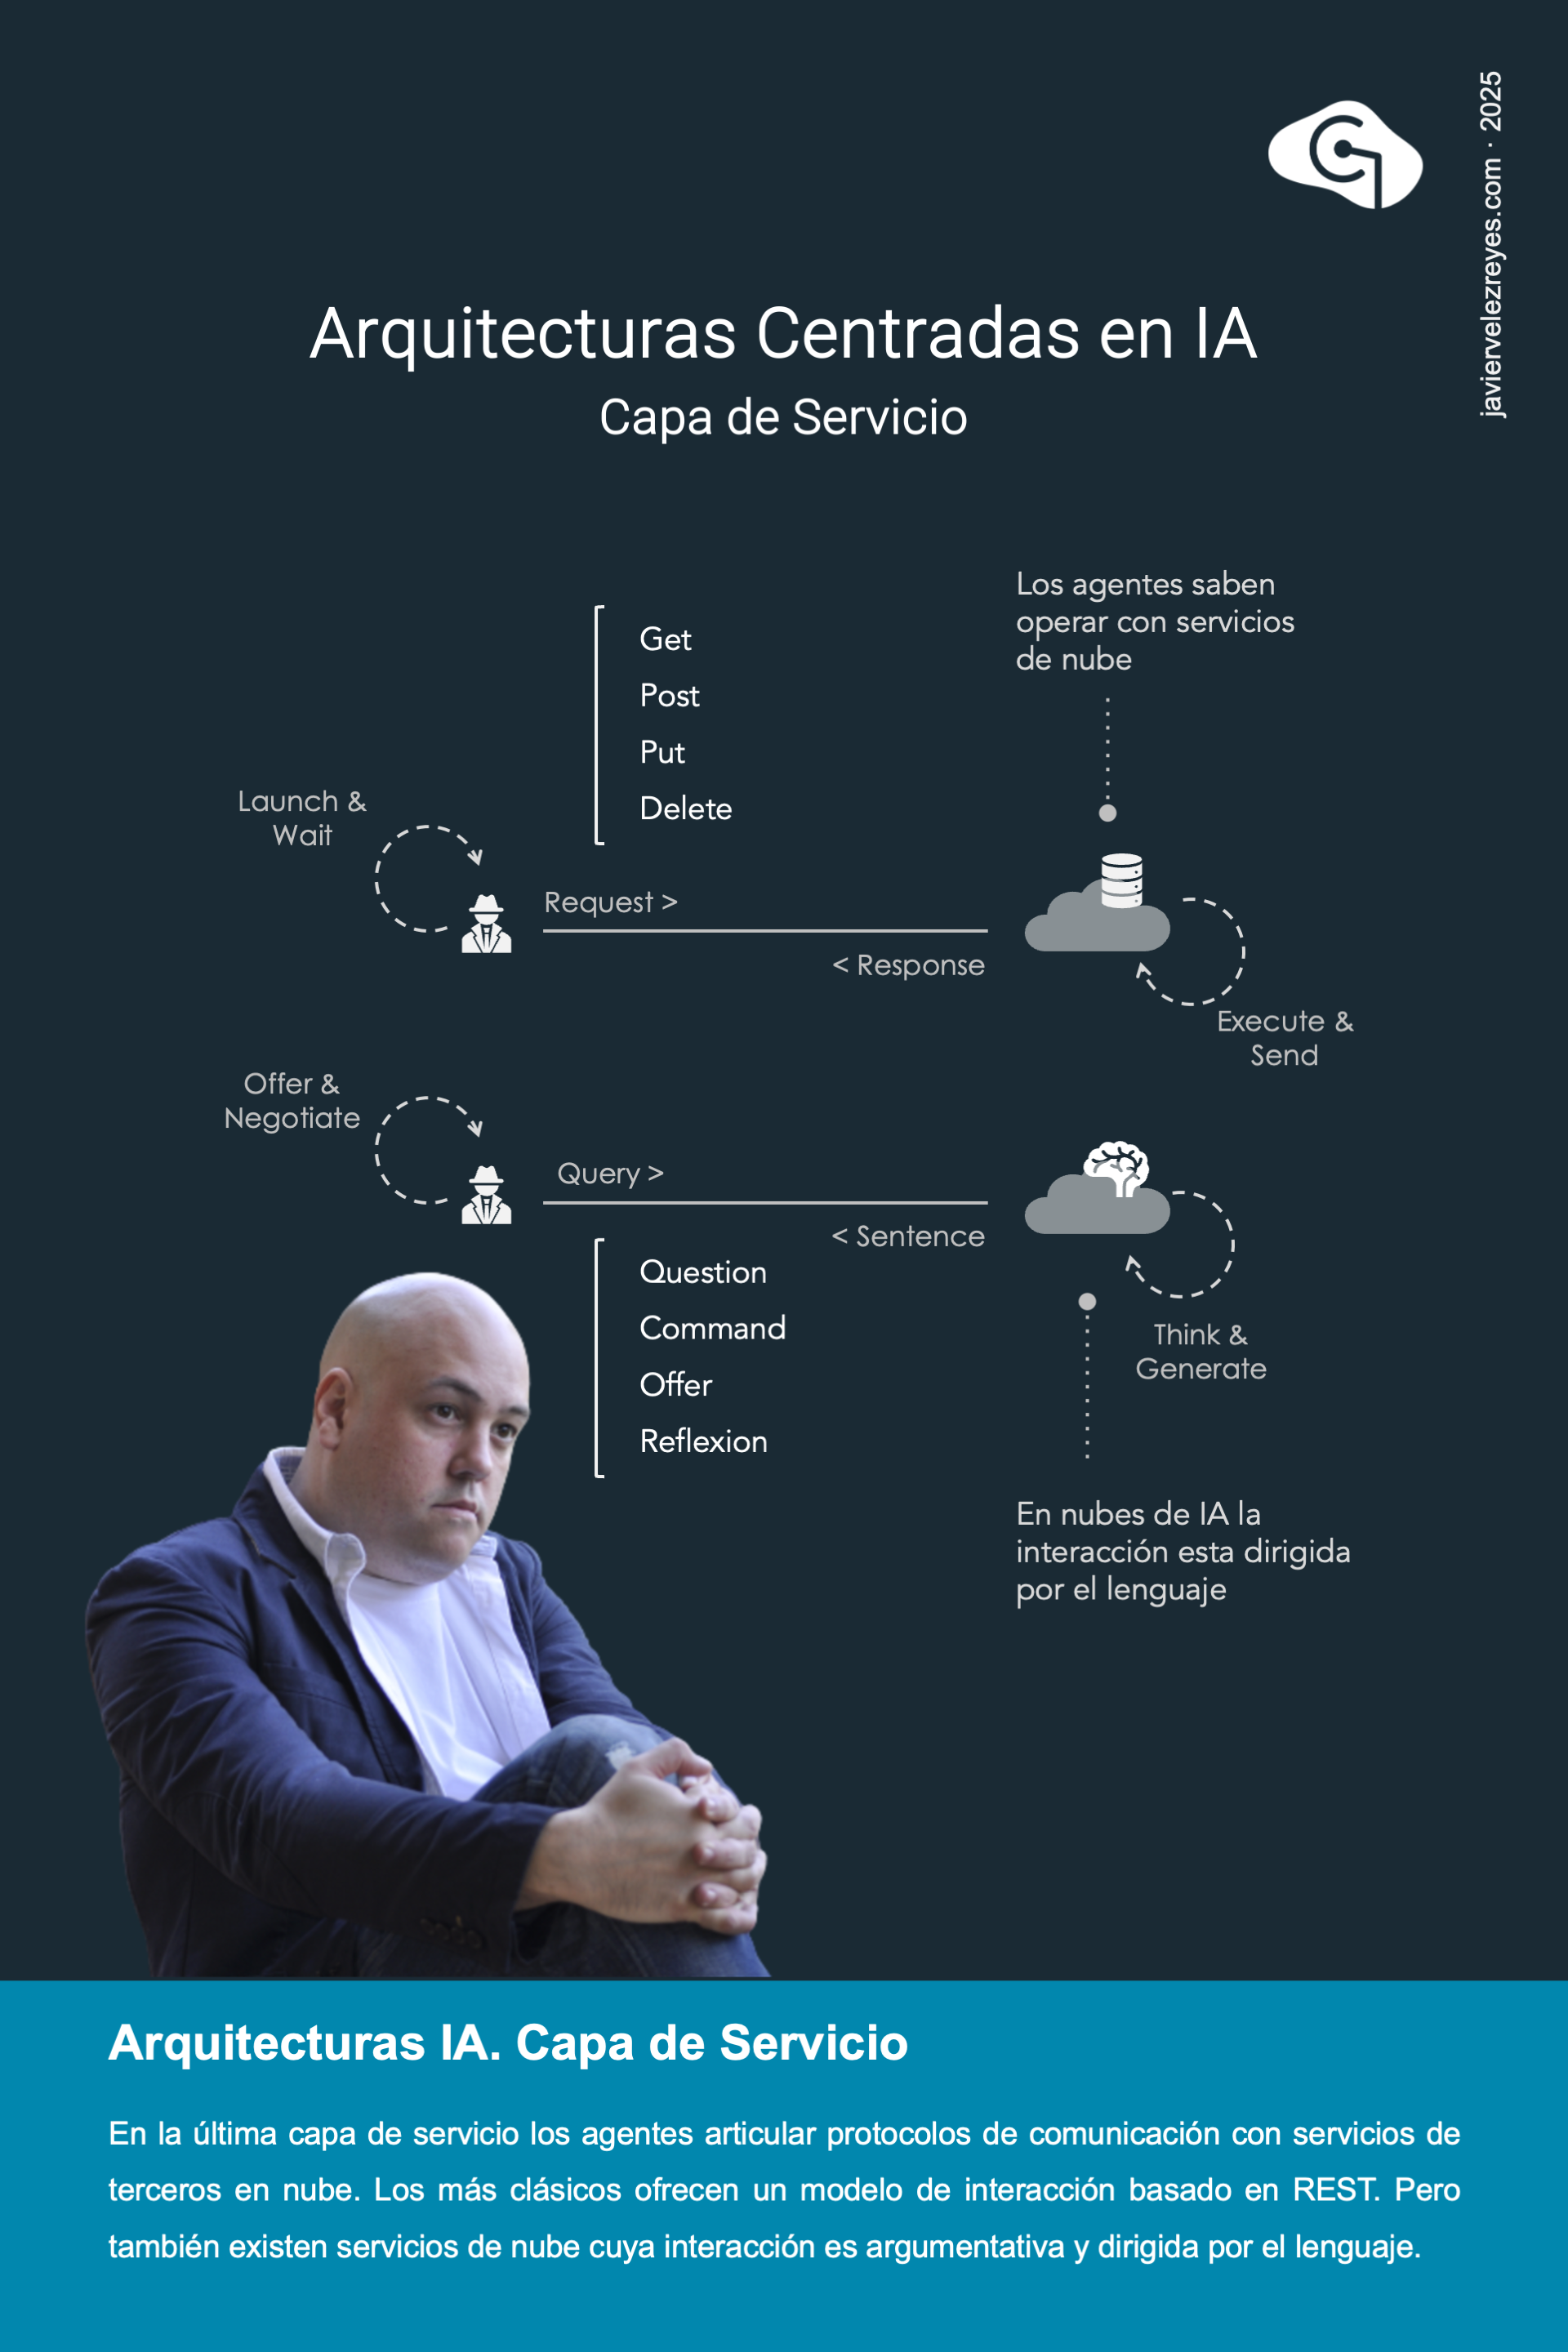 javiervelezreyes.com · 2025
Arquitecturas Centradas en IA
Capa de Servicio
Los agentes saben
operar con servicios
de nube
Get
Post
Put
Delete
Launch &
Wait
Request >
< Response
Execute &
Send
Offer &
Negotiate
Query >
< Sentence
Question
Command
Offer
Reflexion
Think &
Generate
En nubes de IA la
interacción esta dirigida
por el lenguaje
Arquitecturas IA. Capa de Servicio
En la última capa de servicio los agentes articular protocolos de comunicación con servicios de
terceros en nube. Los más clásicos ofrecen un modelo de interacción basado en REST. Pero
también existen servicios de nube cuya interacción es argumentativa y dirigida por el lenguaje.